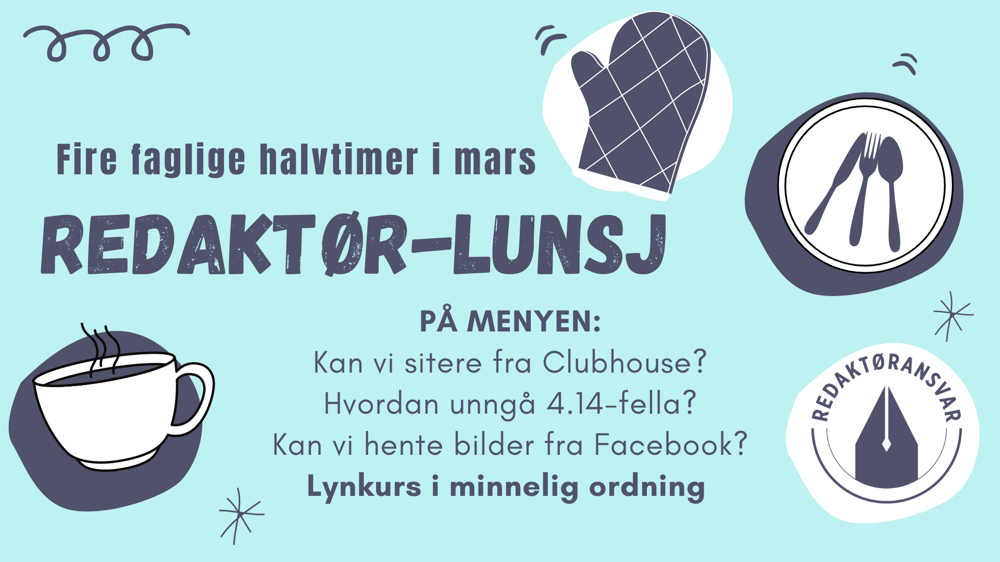 Fire faglige halvtimer i mars
REDAKTØR-LUNSJ
PÅ MENYEN:
Kan vi sitere fra Clubhouse?
Hvordan unngå 4.14-fella?
Kan vi hente bilder fra Facebook?
Lynkurs i minnelig ordning
REDAKTØRANSVAR